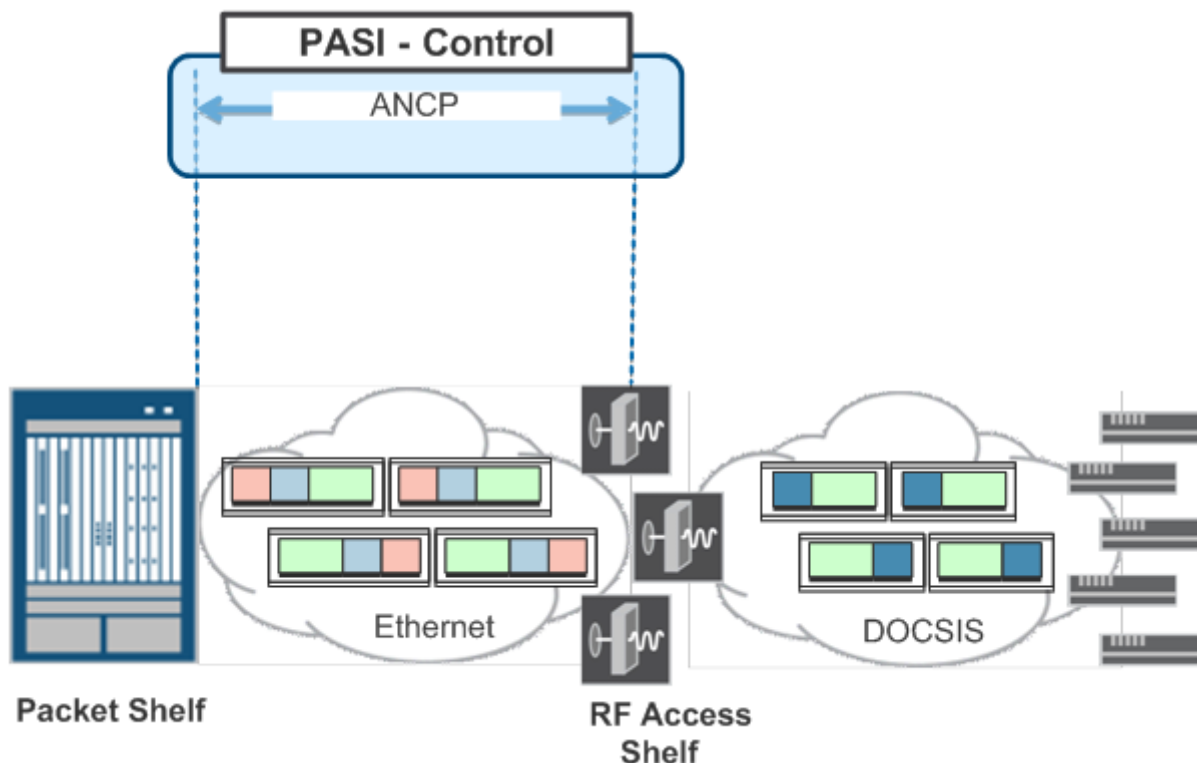 PASI - Control
ANCP
Ethernet
DOCSIS
Packet Shelf
RF Access
Shelf